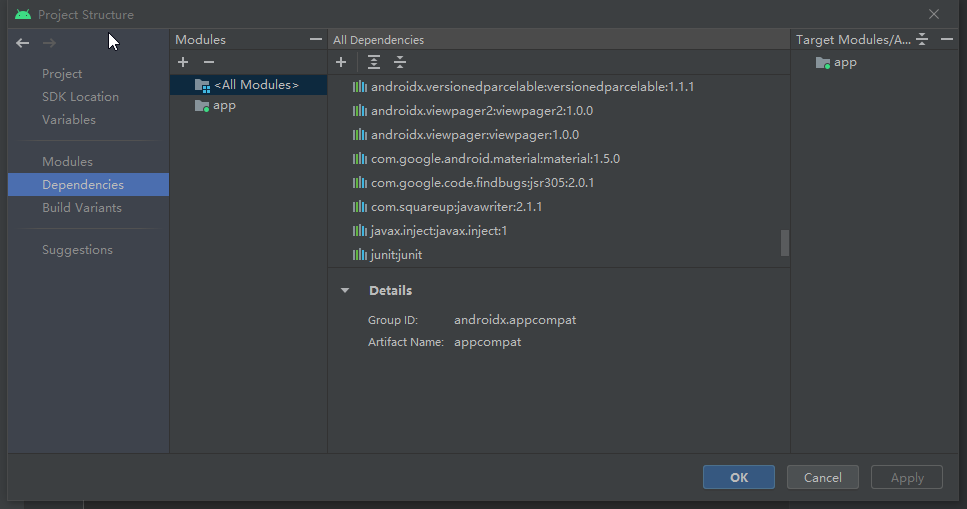 Project Structure
Project
SDK Location
Variables
Modules
Dependencies
Build Variants
Suggestions
Modules
<All Modules>
app
All Dependencies
androidx.versionedparcelable:versionedparcelable:1.1.1
androidx.viewpager2:viewpager2:1.0.0
androidx.viewpager:viewpager:1.0.0
com.google.android.material:material:1.5.0
com.google.code.findbugs:jsr305:2.0.1
com.squareup:javawriter:2.1.1
javax.inject:javax.inject:1
junit:junit
Details
Group ID: androidx.appcompat
Artifact Name: appcompat
Target Modules/A...
app
OK
Cancel
Apply